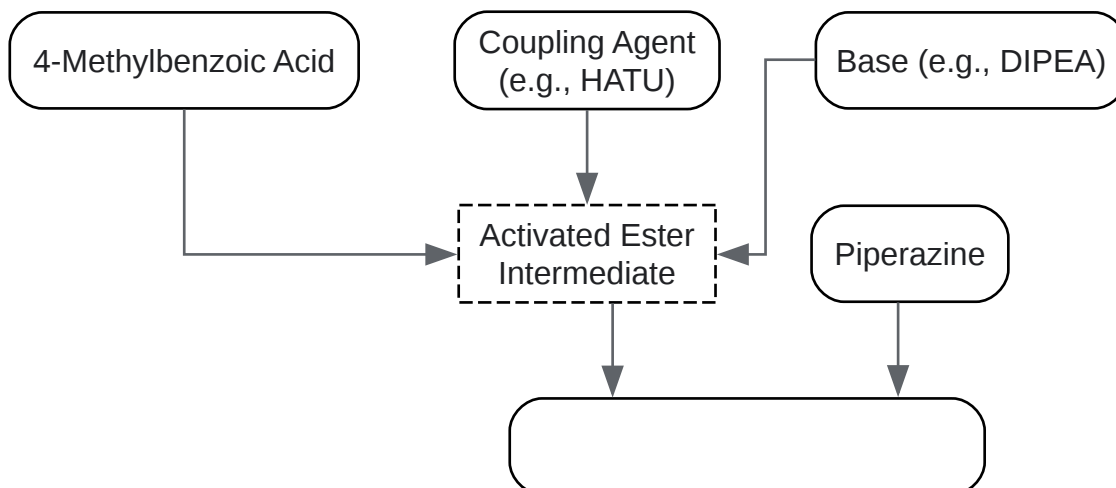 4-Methylbenzoic Acid
Coupling Agent
(e.g., HATU)
Base (e.g., DIPEA)
Activated Ester
Intermediate
Piperazine